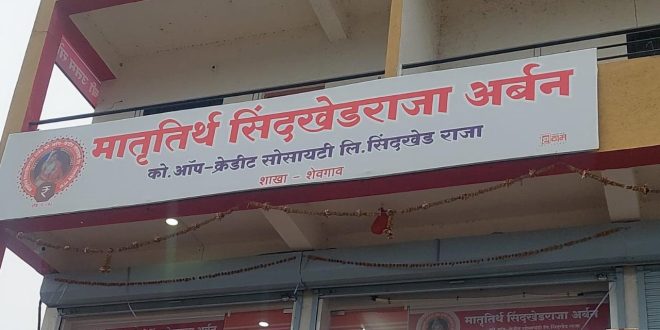 मातृतिर्थ सिंदखेडराजा अर्बन
को.ऑप-क्रेडीट सोसायटी लि.सिंदखेड राजा
शाखा - शेवगाव
मातृतिर्थ सिंदखेडराजा अर्बन